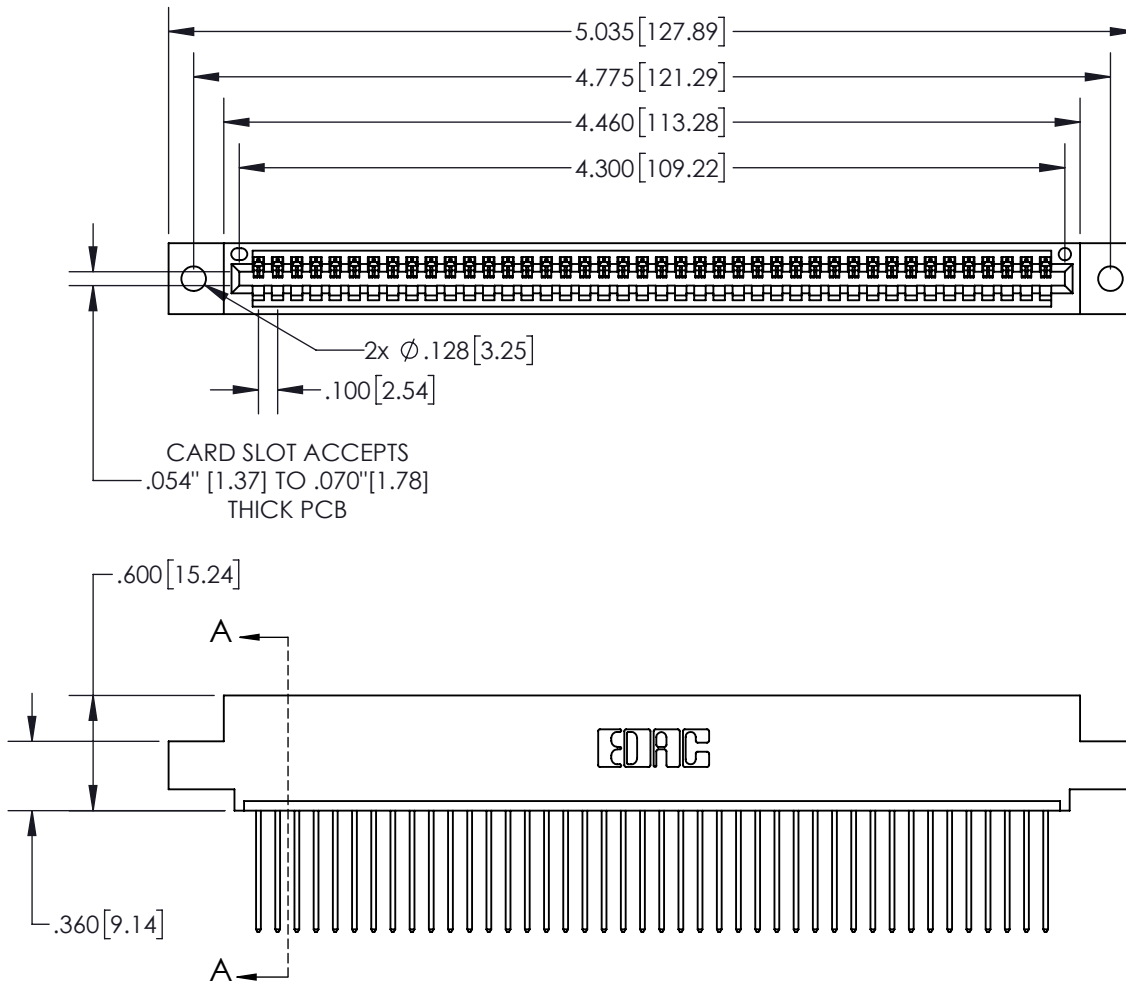 5.035[127.89]
4.775[121.29]
4.460[113.28]
4.300[109.22]
2x Ø.128[3.25]
.100[2.54]
CARD SLOT ACCEPTS
.054" [1.37] TO .070"[1.78]
THICK PCB
.600[15.24]
A
EDAC
.360[9.14]
A